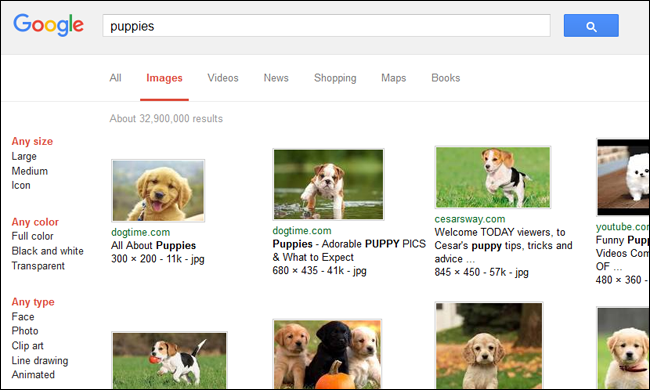 Google
puppies
All Images Videos News Shopping Maps Books
About 32,900,000 results
Any size
Large
Medium
Icon
Any color
Full color
Black and white
Transparent
Any type
Face
Photo
Clip art
Line drawing
Animated
dogtime.com
All About Puppies
300 × 200 - 11k - jpg
dogtime.com
Puppies - Adorable PUPPY PICS
& What to Expect
680 × 435 - 41k - jpg
cesarsway.com
Welcome TODAY viewers, to
Cesar's puppy tips, tricks and
advice ...
845 × 450 - 57k - jpg
youtube.com
Funny Pup
Videos Com
OF ...
480 × 360 -